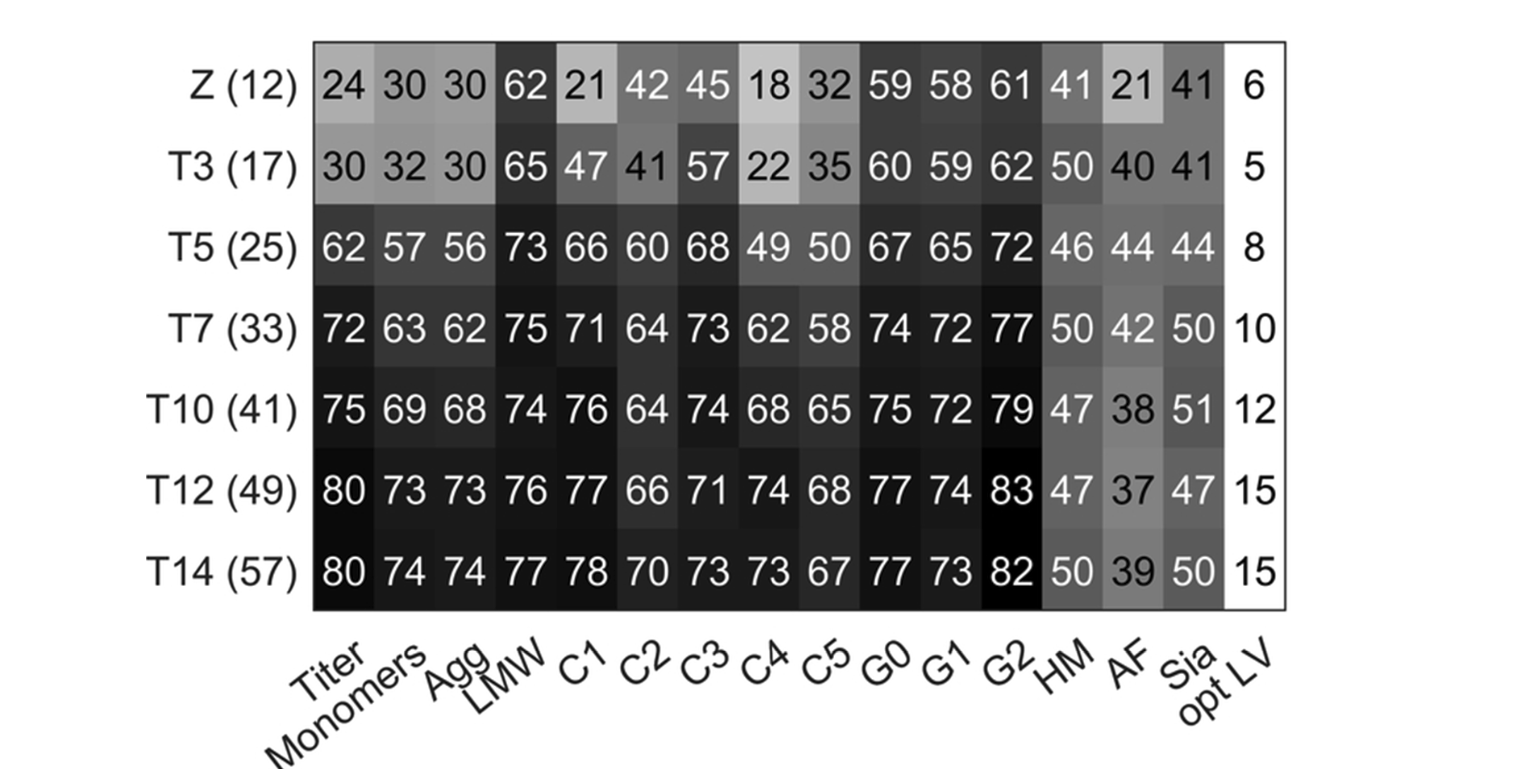 Z (12) 24 30 30 62 21 42 45 18 32 59 58 61 41 21 41 6
T3 (17) 30 32 30 65 47 41 57 22 35 60 59 62 50 40 41 5
T5 (25) 62 57 56 73 66 60 68 49 50 67 65 72 46 44 44 8
T7 (33) 72 63 62 75 71 64 73 62 58 74 72 77 50 42 50 10
T10 (41) 75 69 68 74 76 64 74 68 65 75 72 79 47 38 51 12
T12 (49) 80 73 73 76 77 66 71 74 68 77 74 83 47 37 47 15
T14 (57) 80 74 74 77 78 70 73 73 67 77 73 82 50 39 50 15
Titer Monomers Agg LMW C1 C2 C3 C4 C5 G0 G1 G2 HM AF Sia opt LV